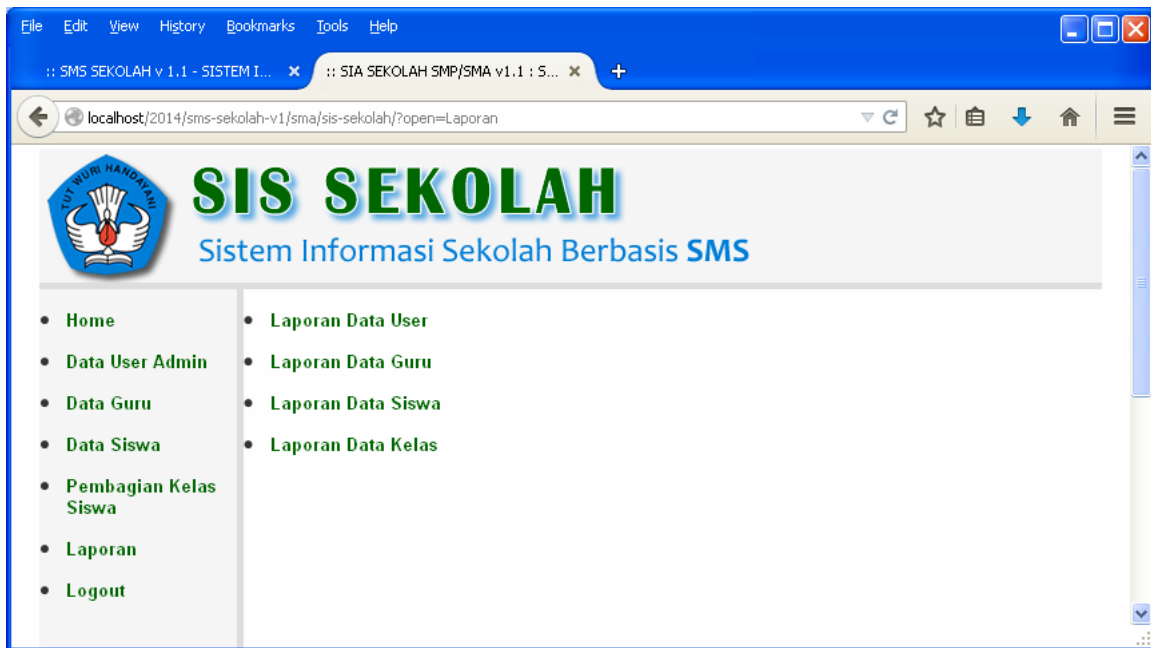 File Edit View History Bookmarks Tools Help
:: SMS SEKOLAH v 1.1 - SISTEM I...
:: SIA SEKOLAH SMP/SMA v1.1 : S...
localhost/2014/sms-sekolah-v1/sma/sis-sekolah/?open=Laporan
TUT WURI HANDAYANI
SIS SEKOLAH
Sistem Informasi Sekolah Berbasis SMS
Home
Data User Admin
Data Guru
Data Siswa
Pembagian Kelas
Siswa
Laporan
Logout
Laporan Data User
Laporan Data Guru
Laporan Data Siswa
Laporan Data Kelas